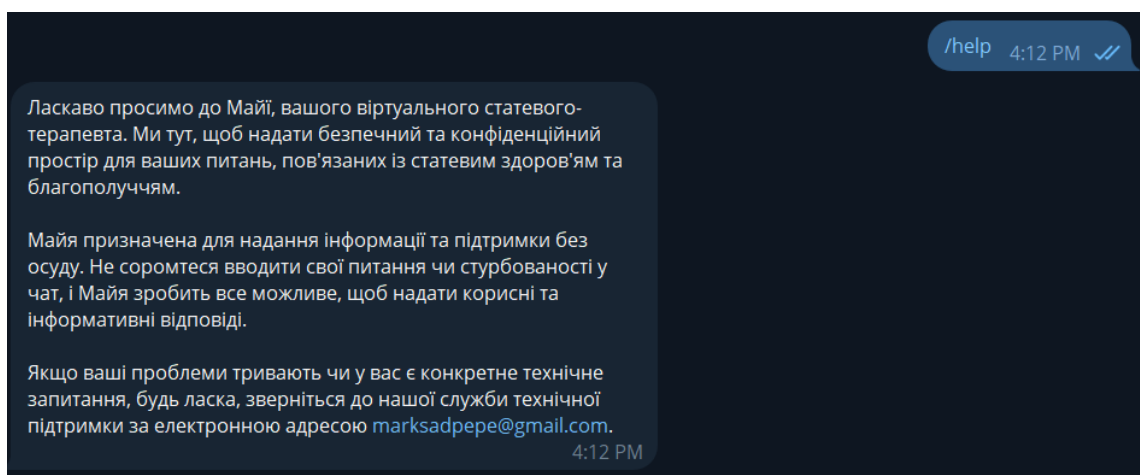 /help 4:12 PM
Ласкаво просимо до Майї, вашого віртуального статевого-
терапевта. Ми тут, щоб надати безпечний та конфіденційний
простір для ваших питань, пов'язаних із статевим здоров'ям та
благополуччям.
Майя призначена для надання інформації та підтримки без
осуду. Не соромтеся вводити свої питання чи стурбованості у
чат, і Майя зробить все можливе, щоб надати корисні та
інформативні відповіді.
Якщо ваші проблеми тривають чи у вас є конкретне технічне
запитання, будь ласка, зверніться до нашої служби технічної
підтримки за електронною адресою marksadpepe@gmail.com.
4:12 PM